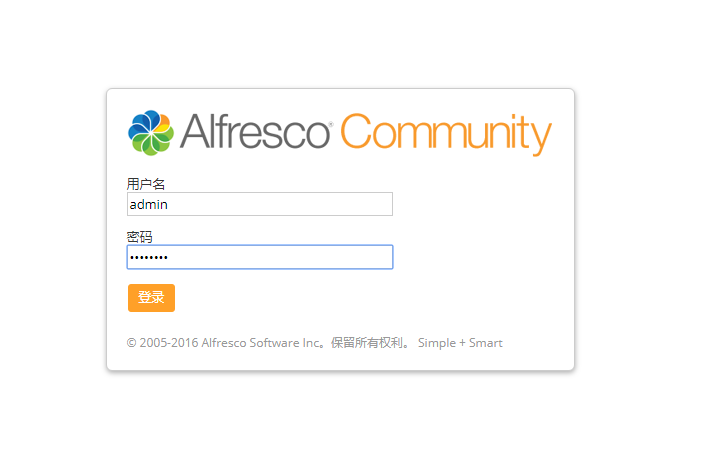 Alfresco® Community
用户名
admin
密码
••••••••
登录
© 2005-2016 Alfresco Software Inc。保留所有权利。 Simple + Smart